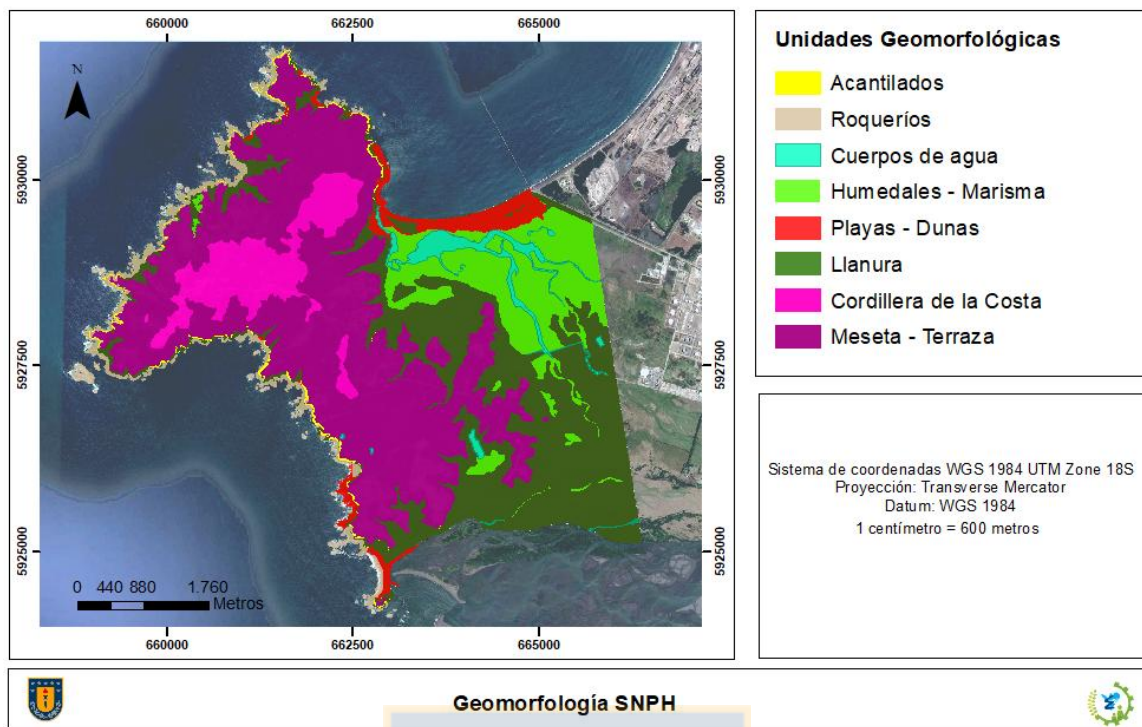 660000 662500 665000
N
5930000 5930000
5927500 5927500
5925000 5925000
0 440 880 1.760
Metros
660000 662500 665000
Unidades Geomorfológicas
Acantilados
Roqueríos
Cuerpos de agua
Humedales - Marisma
Playas - Dunas
Llanura
Cordillera de la Costa
Meseta - Terraza
Sistema de coordenadas WGS 1984 UTM Zone 18S
Proyección: Transverse Mercator
Datum: WGS 1984
1 centímetro = 600 metros
Geomorfología SNPH